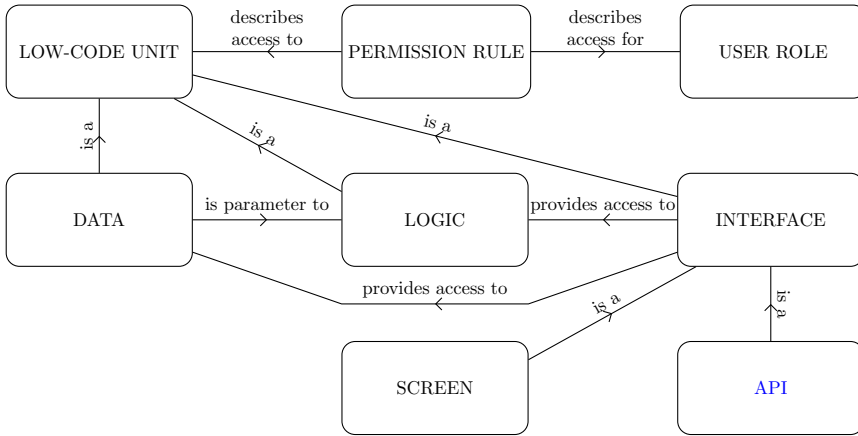 describes
access to
describes
access for
LOW-CODE UNIT
PERMISSION RULE
USER ROLE
is a
is a
is a
DATA
is parameter to
LOGIC
provides access to
INTERFACE
provides access to
is a
is a
SCREEN
API